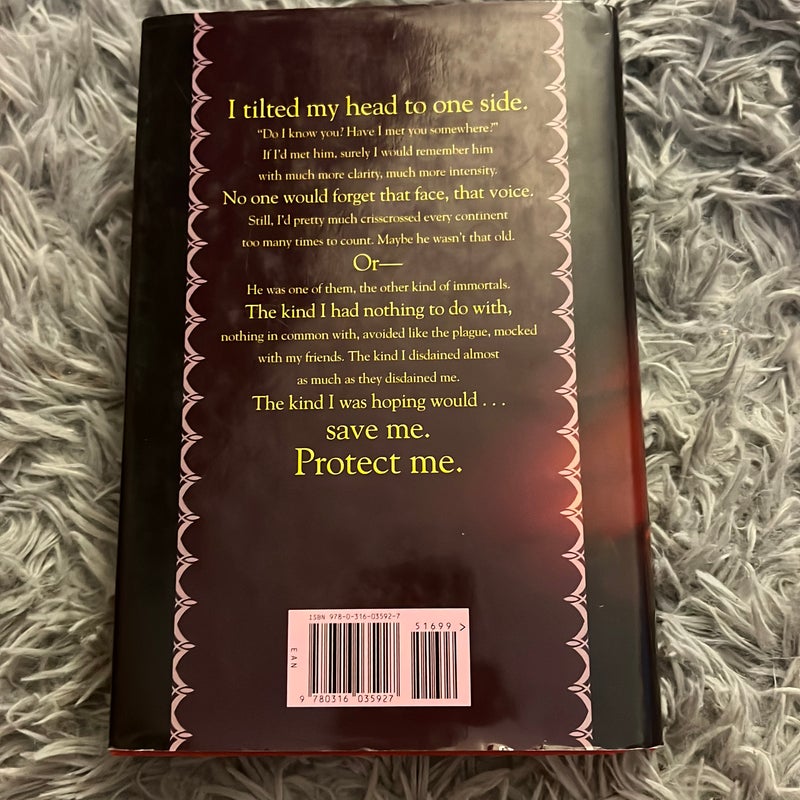 I tilted my head to one side.
“Do I know you? Have I met you somewhere?”
If I’d met him, surely I would remember him
with much more clarity, much more intensity.
No one would forget that face, that voice.
Still, I’d pretty much crisscrossed every continent
too many times to count. Maybe he wasn’t that old.
Or—
He was one of them, the other kind of immortals.
The kind I had nothing to do with,
nothing in common with, avoided like the plague, mocked
with my friends. The kind I disdained almost
as much as they disdained me.
The kind I was hoping would . . .
save me.
Protect me.
ISBN 978-0-316-03592-7
51699 >
EAN
9 780316 035927